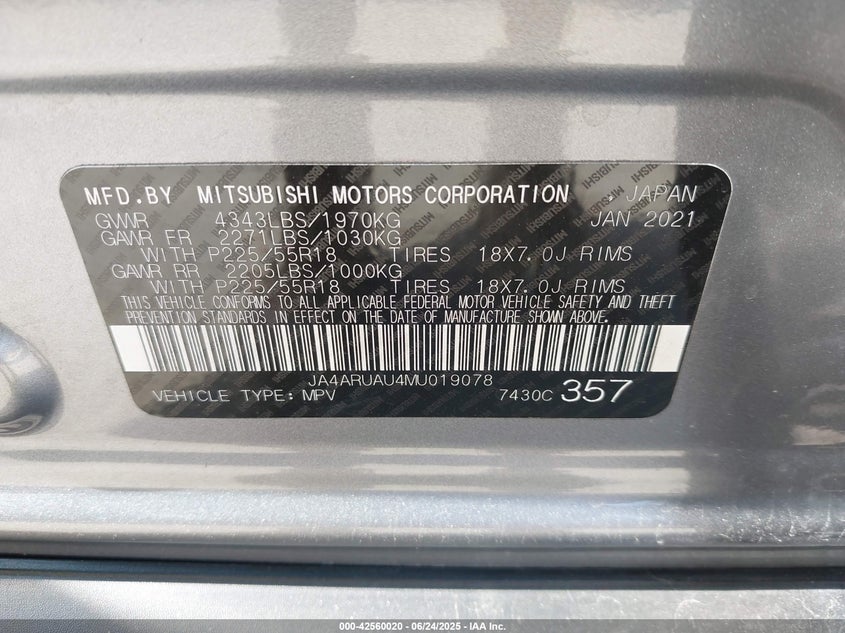 MFD.BY MITSUBISHI MOTORS CORPORATION JAPAN
GVWR 4343LBS/1970KG JAN 2021
GAWR FR 2271LBS/1030KG
WITH P225/55R18 TIRES 18X7.0J RIMS
GAWR RR 2205LBS/1000KG
WITH P225/55R18 TIRES 18X7.0J RIMS
THIS VEHICLE CONFORMS TO ALL APPLICABLE FEDERAL MOTOR VEHICLE SAFETY AND THEFT
PREVENTION STANDARDS IN EFFECT ON THE DATE OF MANUFACTURE SHOWN ABOVE.
JA4ARUAU4MU019078
VEHICLE TYPE: MPV 7430C 357
000-42560020 - 06/24/2025 - IAA Inc.